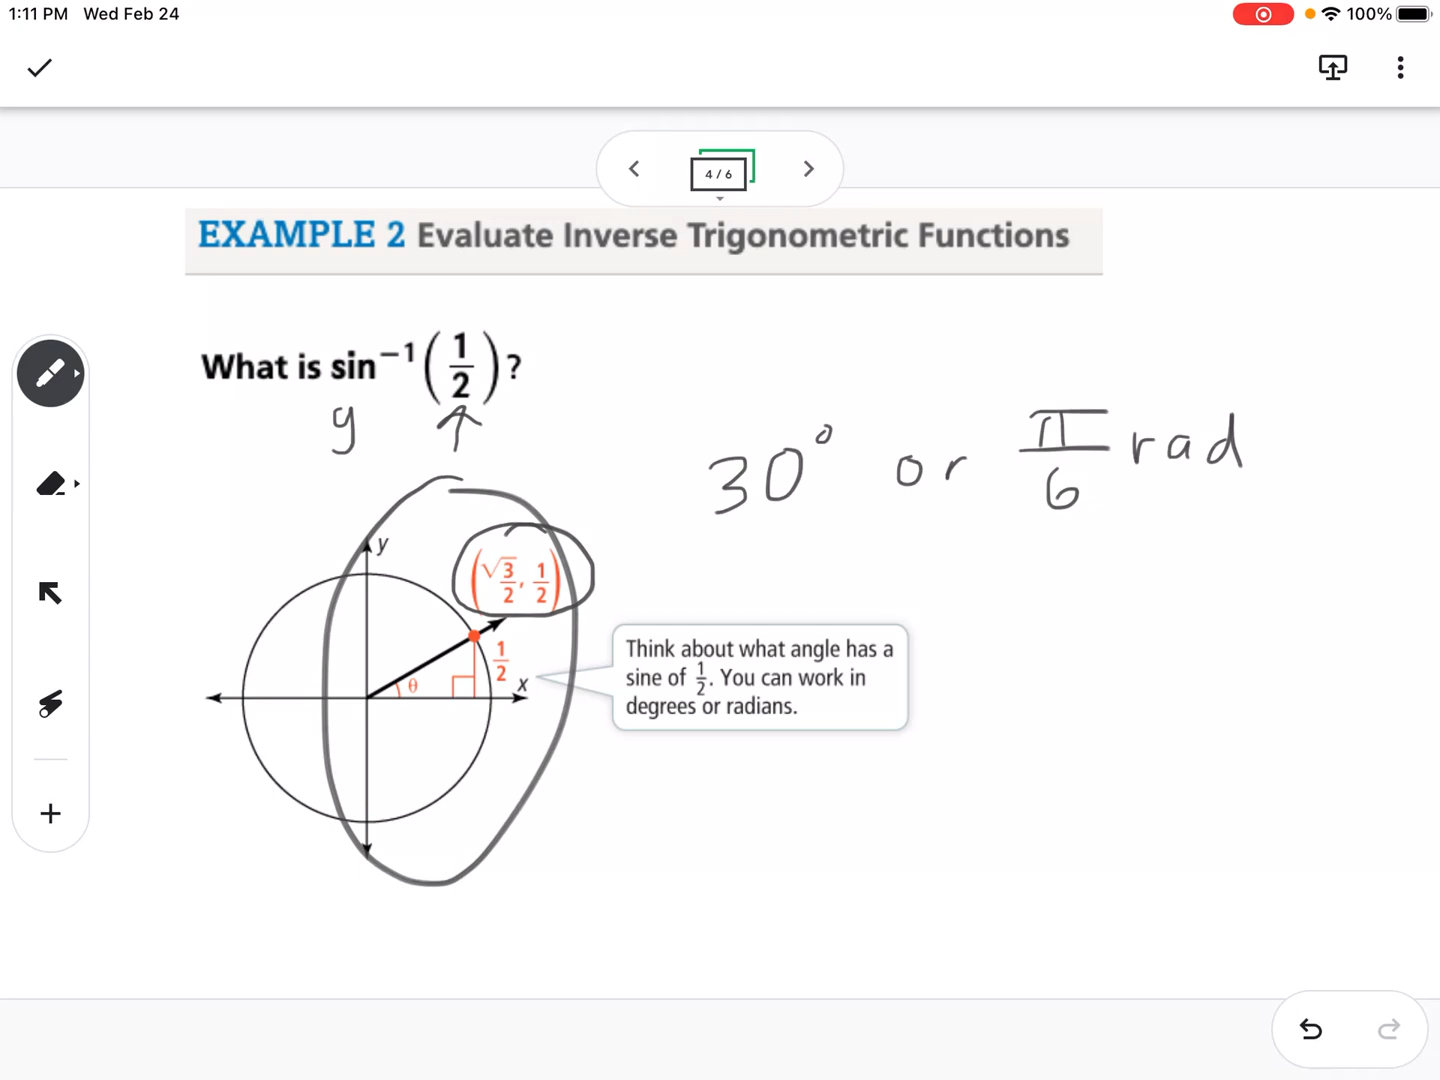 1:11 PM Wed Feb 24
100%
4 / 6
EXAMPLE 2 Evaluate Inverse Trigonometric Functions
What is sin⁻¹(1/2)?
y
30° or π/6 rad
y
(√3/2, 1/2)
1/2
θ
x
Think about what angle has a
sine of 1/2. You can work in
degrees or radians.